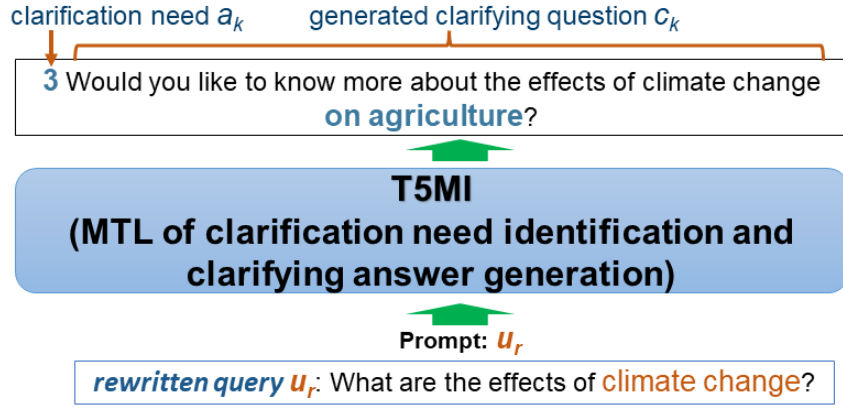 clarification need a_k generated clarifying question c_k
3 Would you like to know more about the effects of climate change
on agriculture?
T5MI
(MTL of clarification need identification and
clarifying answer generation)
Prompt: u_r
rewritten query u_r: What are the effects of climate change?